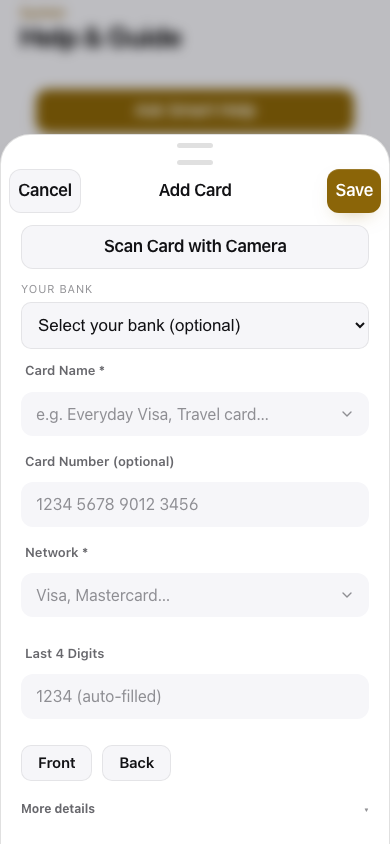 Help & Guide
Cancel
Add Card
Save
Scan Card with Camera
YOUR BANK
Select your bank (optional)
Card Name *
e.g. Everyday Visa, Travel card...
Card Number (optional)
1234 5678 9012 3456
Network *
Visa, Mastercard...
Last 4 Digits
1234 (auto-filled)
Front
Back
More details